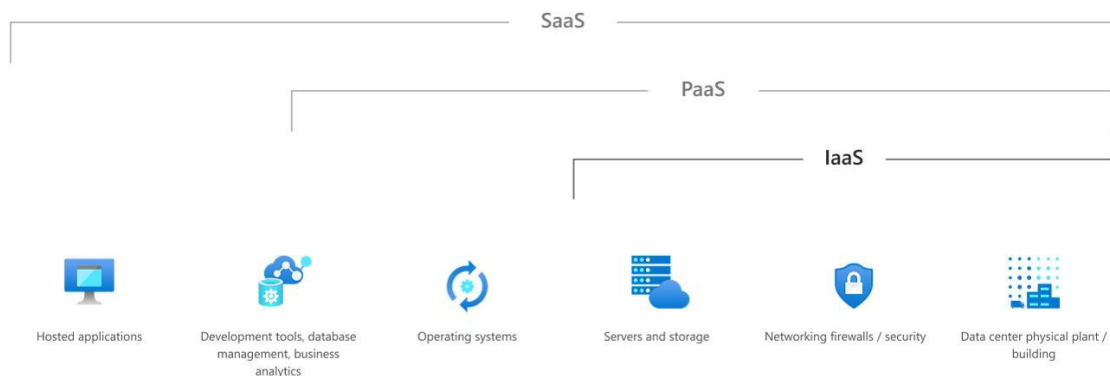 SaaS
PaaS
IaaS
Hosted applications
Development tools, database
management, business
analytics
Operating systems
Servers and storage
Networking firewalls / security
Data center physical plant /
building